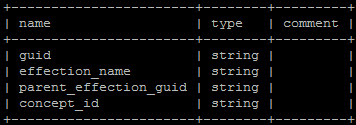 name | type | comment
guid | string |
effection_name | string |
parent_effection_guid | string |
concept_id | string |